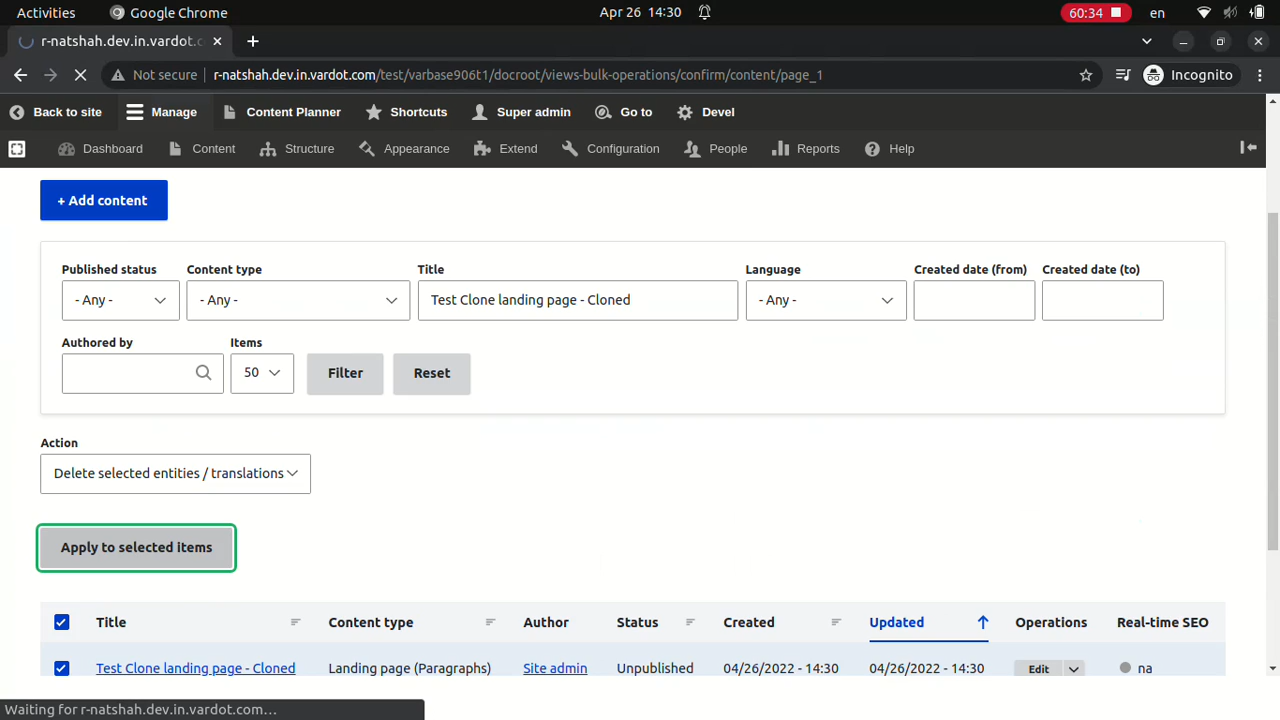 Activities Google Chrome Apr 26 14:30 60:34 en
r-natshah.dev.in.vardot.c
Not secure r-natshah.dev.in.vardot.com/test/varbase906t1/docroot/views-bulk-operations/confirm/content/page_1 Incognito
Back to site Manage Content Planner Shortcuts Super admin Go to Devel
Dashboard Content Structure Appearance Extend Configuration People Reports Help
+ Add content
Published status Content type Title Language Created date (from) Created date (to)
- Any - - Any - Test Clone landing page - Cloned - Any -
Authored by Items
50 Filter Reset
Action
Delete selected entities / translations
Apply to selected items
Title Content type Author Status Created Updated Operations Real-time SEO
Test Clone landing page - Cloned Landing page (Paragraphs) Site admin Unpublished 04/26/2022 - 14:30 04/26/2022 - 14:30 Edit na
Waiting for r-natshah.dev.in.vardot.com...